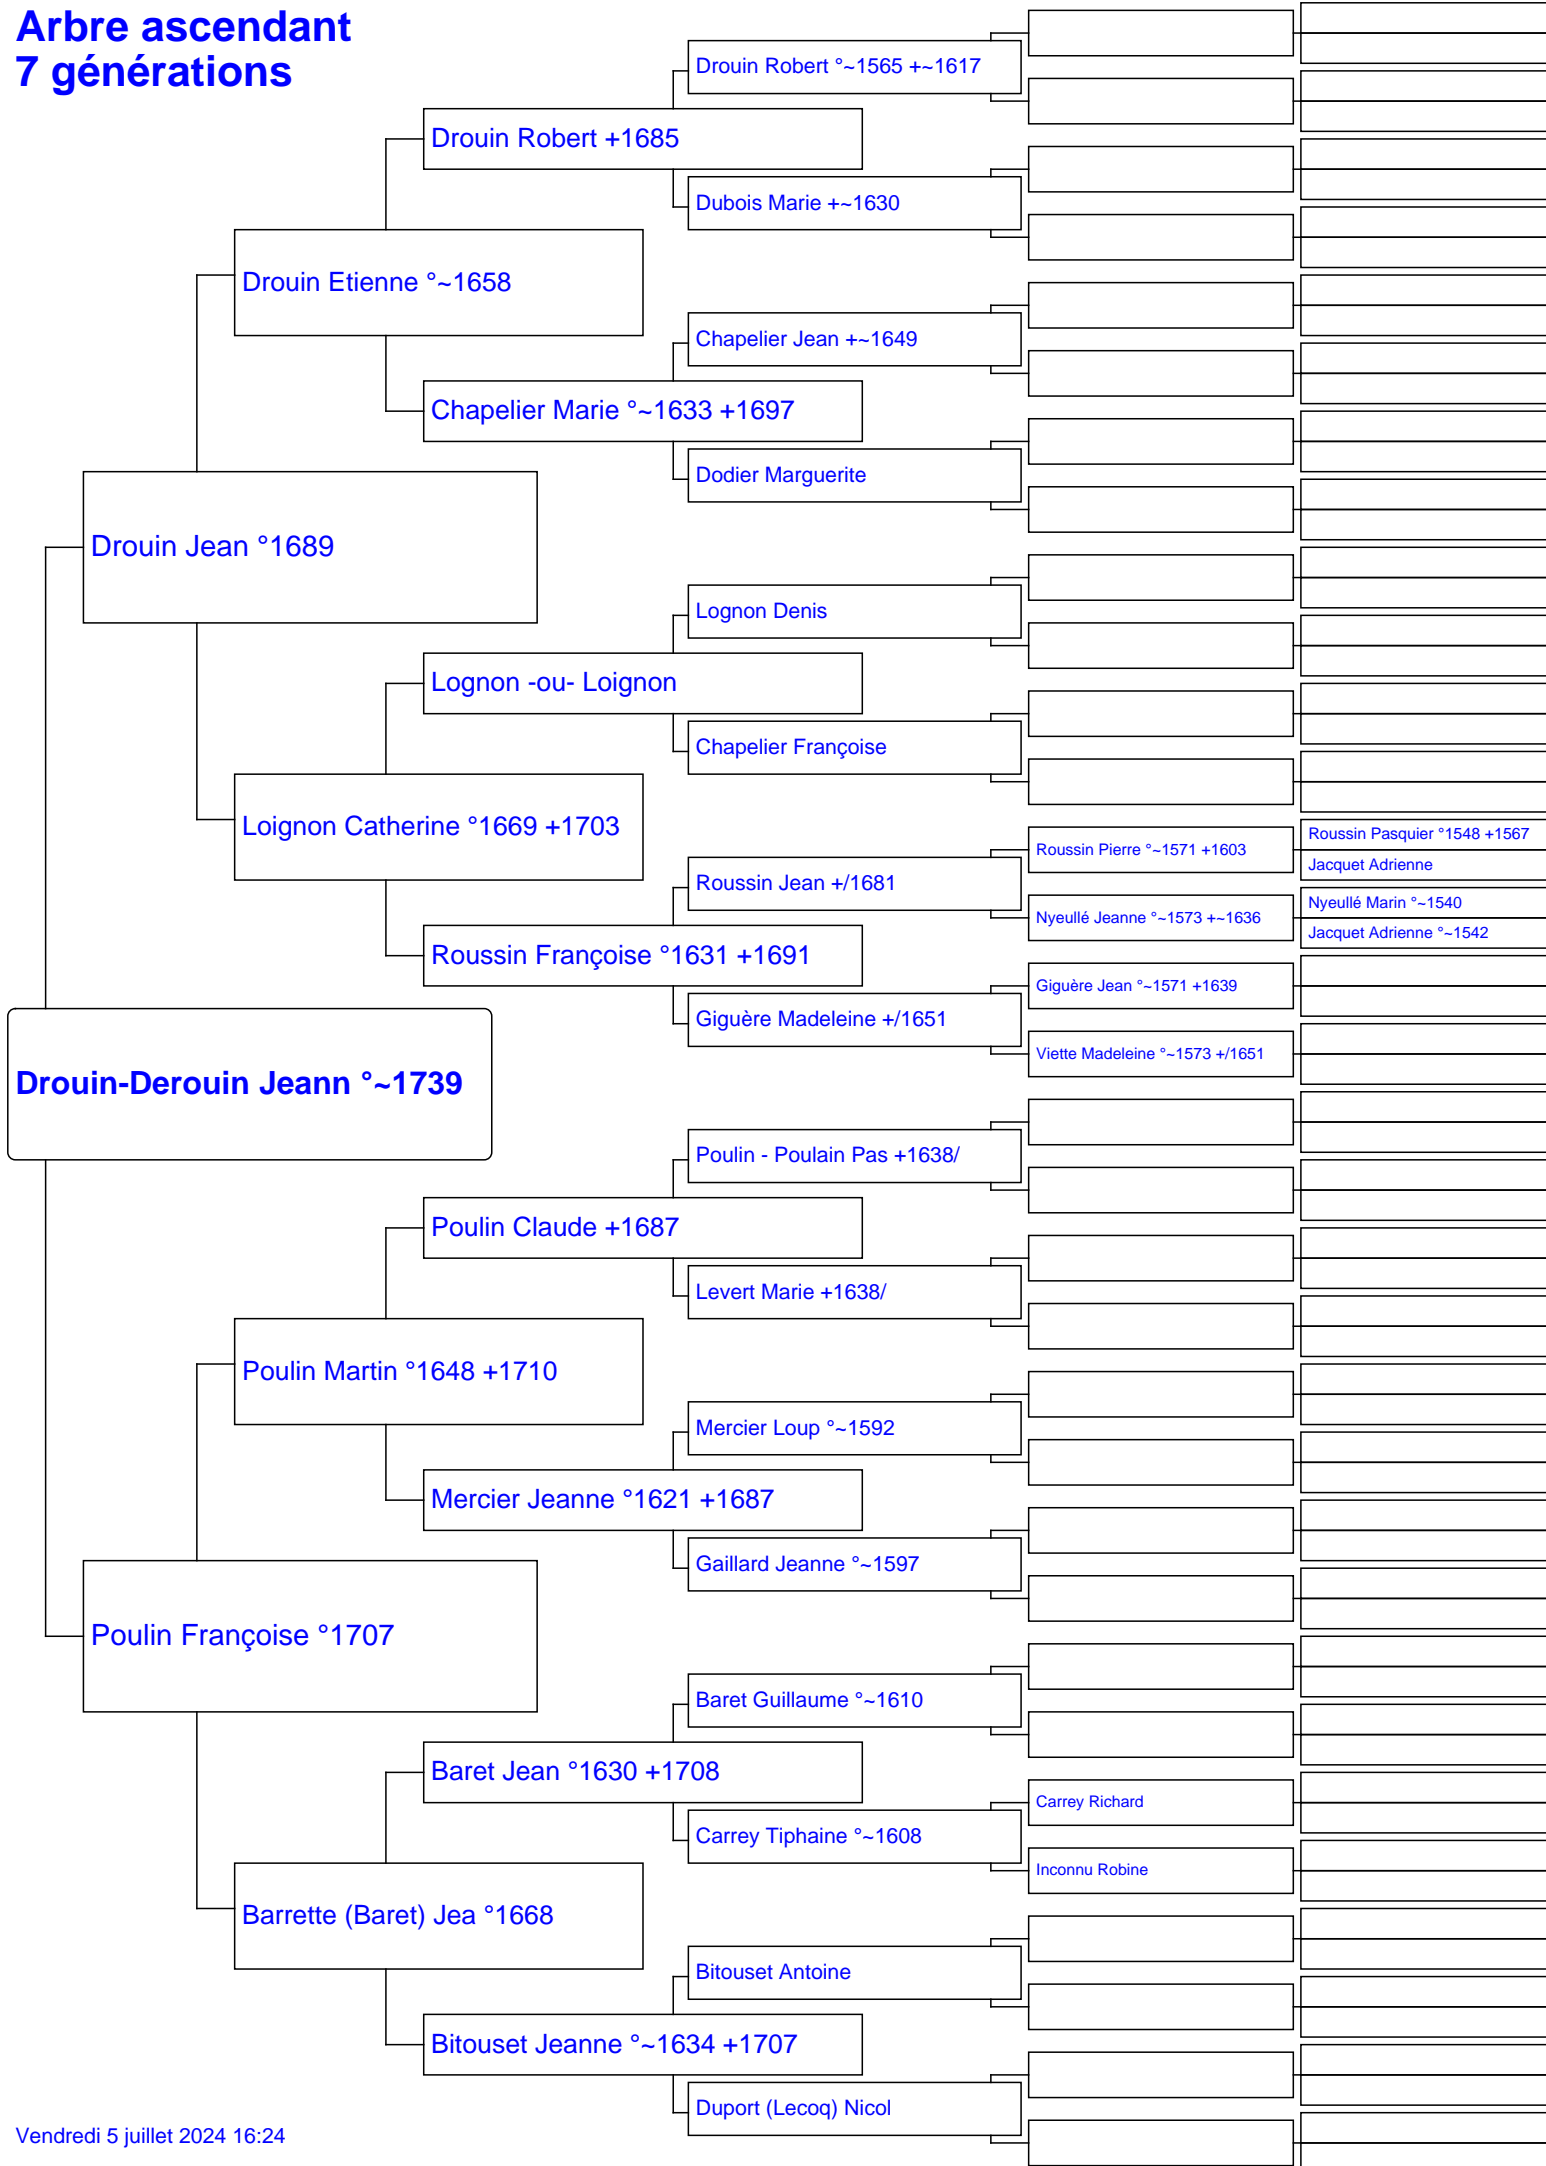 Arbre ascendant
7 générations
Drouin Robert °~1565 +~1617
Drouin Robert +1685
Dubois Marie +~1630
Drouin Etienne °~1658
Chapelier Jean +~1649
Chapelier Marie °~1633 +1697
Dodier Marguerite
Drouin Jean °1689
Lognon Denis
Lognon -ou- Loignon
Chapelier Françoise
Loignon Catherine °1669 +1703
Roussin Pasquier °1548 +1567
Roussin Pierre °~1571 +1603
Jacquet Adrienne
Roussin Jean +/1681
Nyeullé Marin °~1540
Nyeullé Jeanne °~1573 +~1636
Jacquet Adrienne °~1542
Roussin Françoise °1631 +1691
Giguère Jean °~1571 +1639
Giguère Madeleine +/1651
Viette Madeleine °~1573 +/1651
Drouin-Derouin Jeann °~1739
Poulin - Poulain Pas +1638/
Poulin Claude +1687
Levert Marie +1638/
Poulin Martin °1648 +1710
Mercier Loup °~1592
Mercier Jeanne °1621 +1687
Gaillard Jeanne °~1597
Poulin Françoise °1707
Baret Guillaume °~1610
Baret Jean °1630 +1708
Carrey Richard
Carrey Tiphaine °~1608
Inconnu Robine
Barrette (Baret) Jea °1668
Bitouset Antoine
Bitouset Jeanne °~1634 +1707
Duport (Lecoq) Nicol
Vendredi 5 juillet 2024 16:24